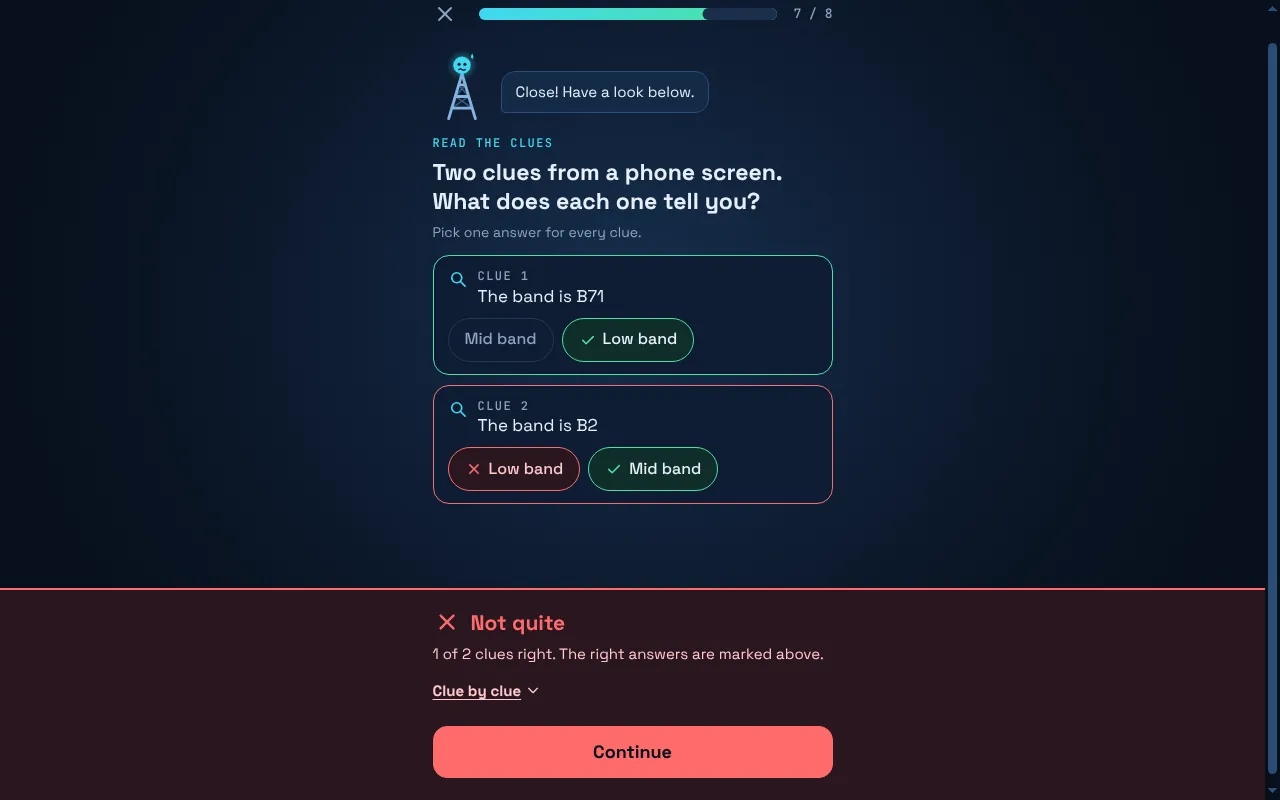 7 / 8
Close! Have a look below.
READ THE CLUES
Two clues from a phone screen.
What does each one tell you?
Pick one answer for every clue.
CLUE 1
The band is B71
Mid band
Low band
CLUE 2
The band is B2
Low band
Mid band
Not quite
1 of 2 clues right. The right answers are marked above.
Clue by clue
Continue